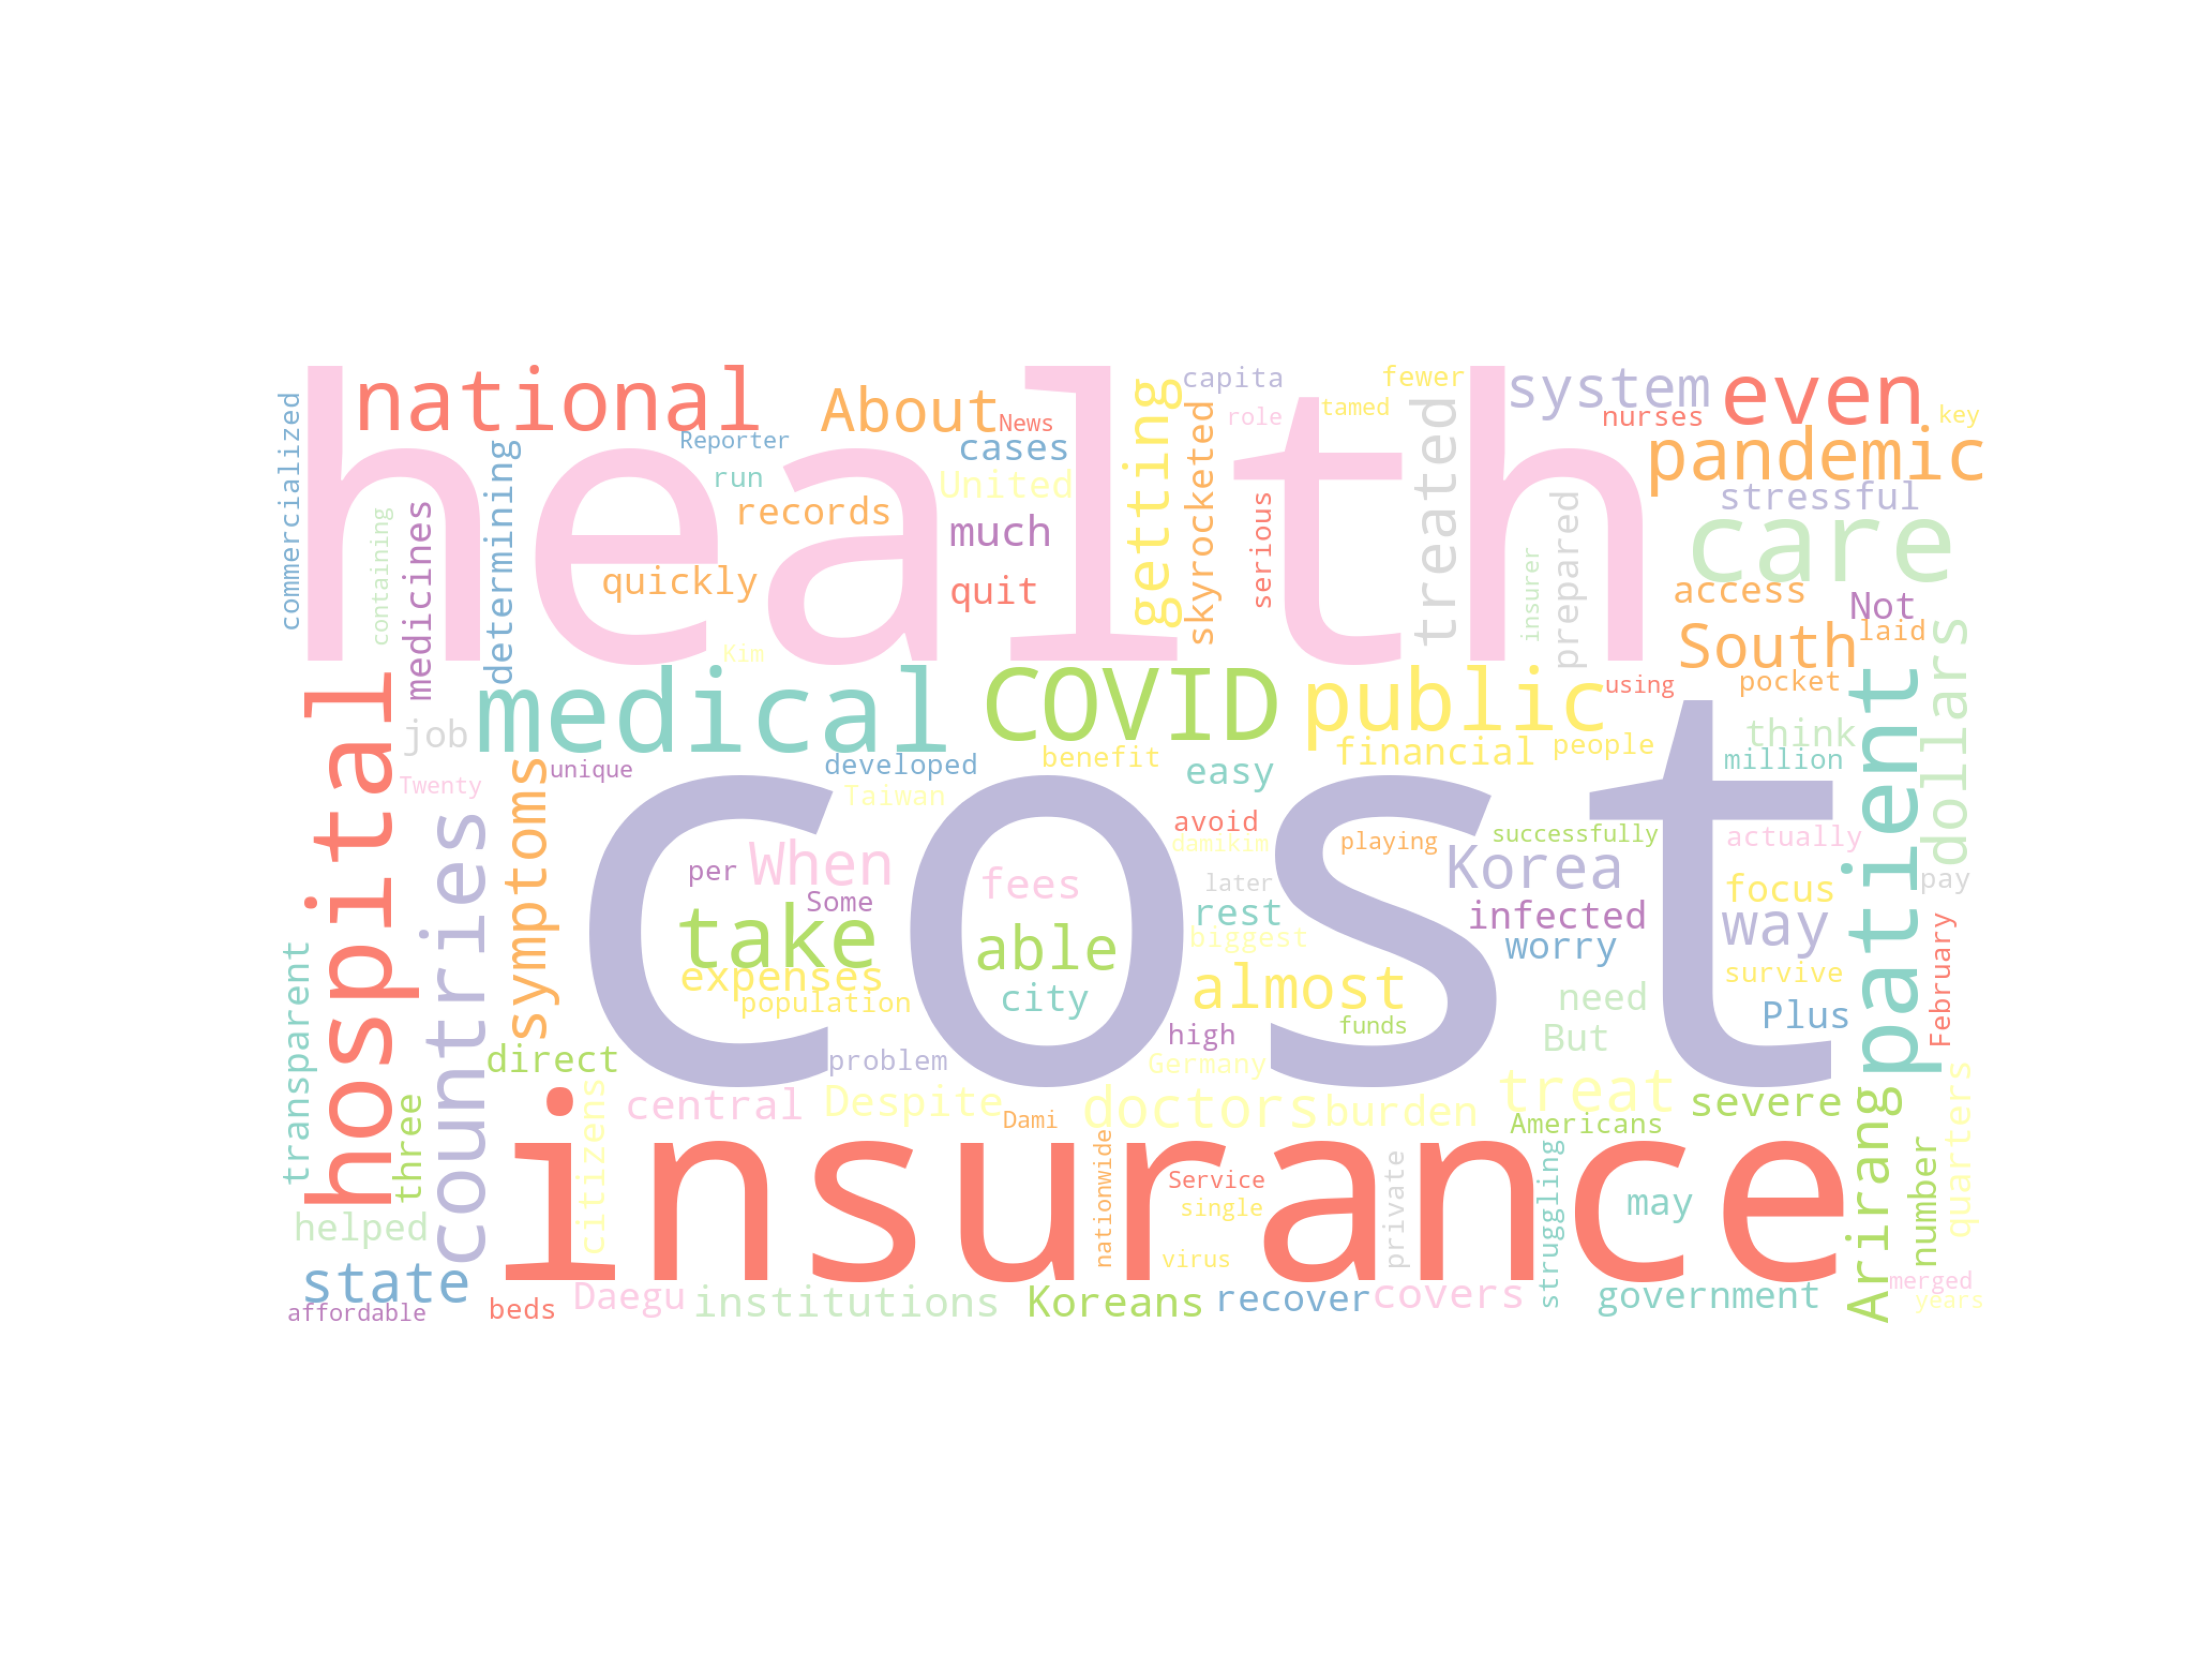 health
cost
insurance
national
About
News
capita
fewer
system
even
key
role
tamed
nurses
commercialized
Reporter
cases
getting
skyrocketed
treated
pandemic
run
United
stressful
containing
medicines
determining
records
much
serious
prepared
care
quickly
quit
insurer
access
Not
Kim
South
laid
hospital
medical
COVID
public
using
pocket
patient
dollars
job
developed
benefit
financial
people
think
million
Twenty
unique
symptoms
Taiwan
easy
countries
avoid
damikim
playing
successfully
actually
per
When
fees
later
Korea
focus
pay
Some
rest
infected
way
February
take
able
biggest
worry
transparent
expenses
population
city
almost
need
survive
high
funds
But
Plus
direct
problem
Germany
three
citizens
central
Despite
Dami
doctors
burden
treat
Americans
severe
Arirang
number
quarters
nationwide
Service
single
virus
private
struggling
may
helped
state
affordable
beds
Daegu
institutions
Koreans
recover
covers
government
merged
years